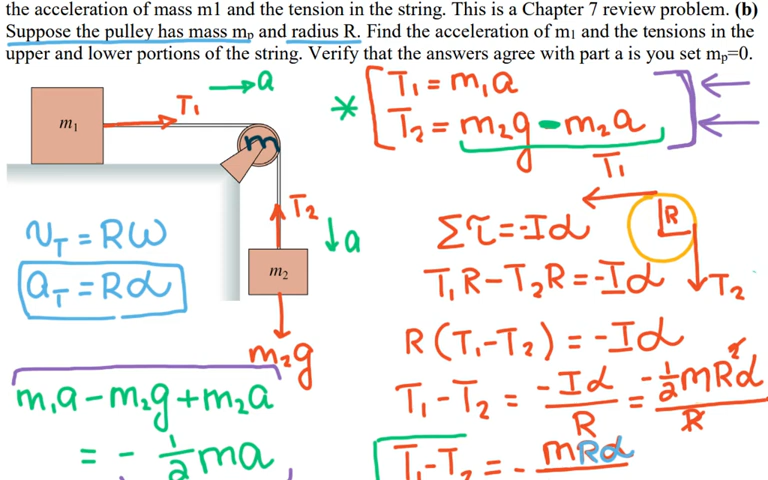 the acceleration of mass m1 and the tension in the string. This is a Chapter 7 review problem. (b)
Suppose the pulley has mass mp and radius R. Find the acceleration of m1 and the tensions in the
upper and lower portions of the string. Verify that the answers agree with part a is you set mp=0.
→a
T₁ = m₁a
T₁
*
T₂ = m₂g - m₂a
m₁
m
T₁
R
T₂
↓a
Στ = -Iα
V_T = Rω
T₁R - T₂R = -Iα
T₂
a_T = Rα
m₂
R(T₁ - T₂) = -Iα
m₂g
T₁ - T₂ = -Iα/R = -½mR²α/R
m₁a - m₂g + m₂a
= - ½ma
T₁ - T₂ = - mRα